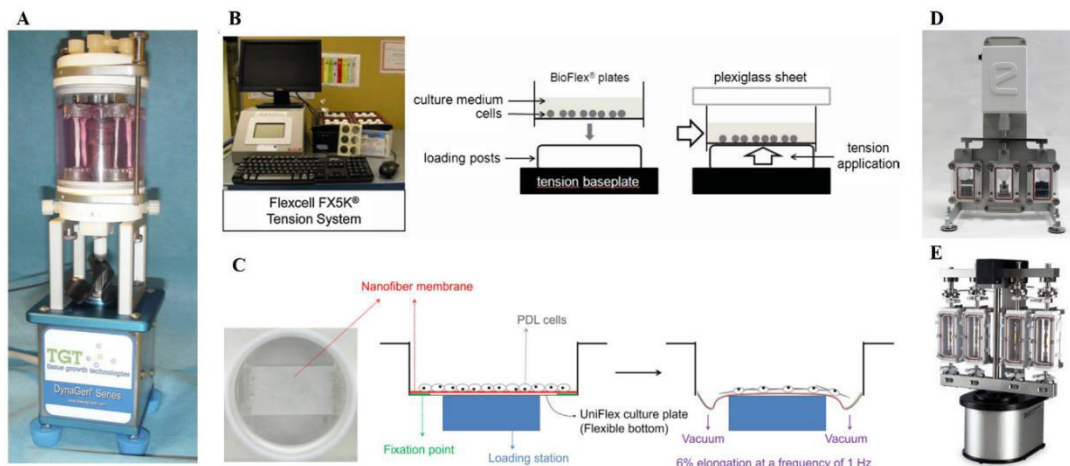 A
TGT
tissue growth technologies
DynaGen® Series
B
Flexcell FX5K®
Tension System
BioFlex® plates
culture medium
cells
loading posts
tension baseplate
plexiglass sheet
tension
application
C
Nanofiber membrane
PDL cells
UniFlex culture plate
(Flexible bottom)
Fixation point
Loading station
Vacuum
Vacuum
6% elongation at a frequency of 1 Hz
D
E